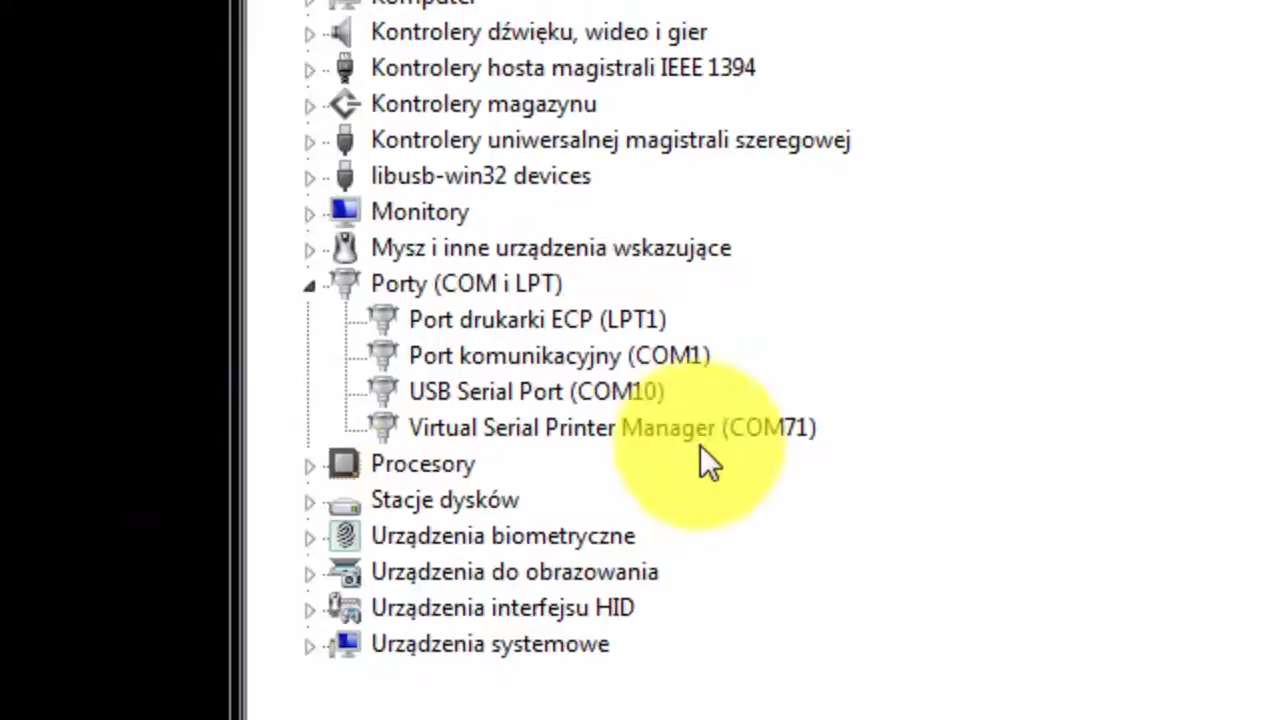 Komputer
Kontrolery dźwięku, wideo i gier
Kontrolery hosta magistrali IEEE 1394
Kontrolery magazynu
Kontrolery uniwersalnej magistrali szeregowej
libusb-win32 devices
Monitory
Mysz i inne urządzenia wskazujące
Porty (COM i LPT)
Port drukarki ECP (LPT1)
Port komunikacyjny (COM1)
USB Serial Port (COM10)
Virtual Serial Printer Manager (COM71)
Procesory
Stacje dysków
Urządzenia biometryczne
Urządzenia do obrazowania
Urządzenia interfejsu HID
Urządzenia systemowe